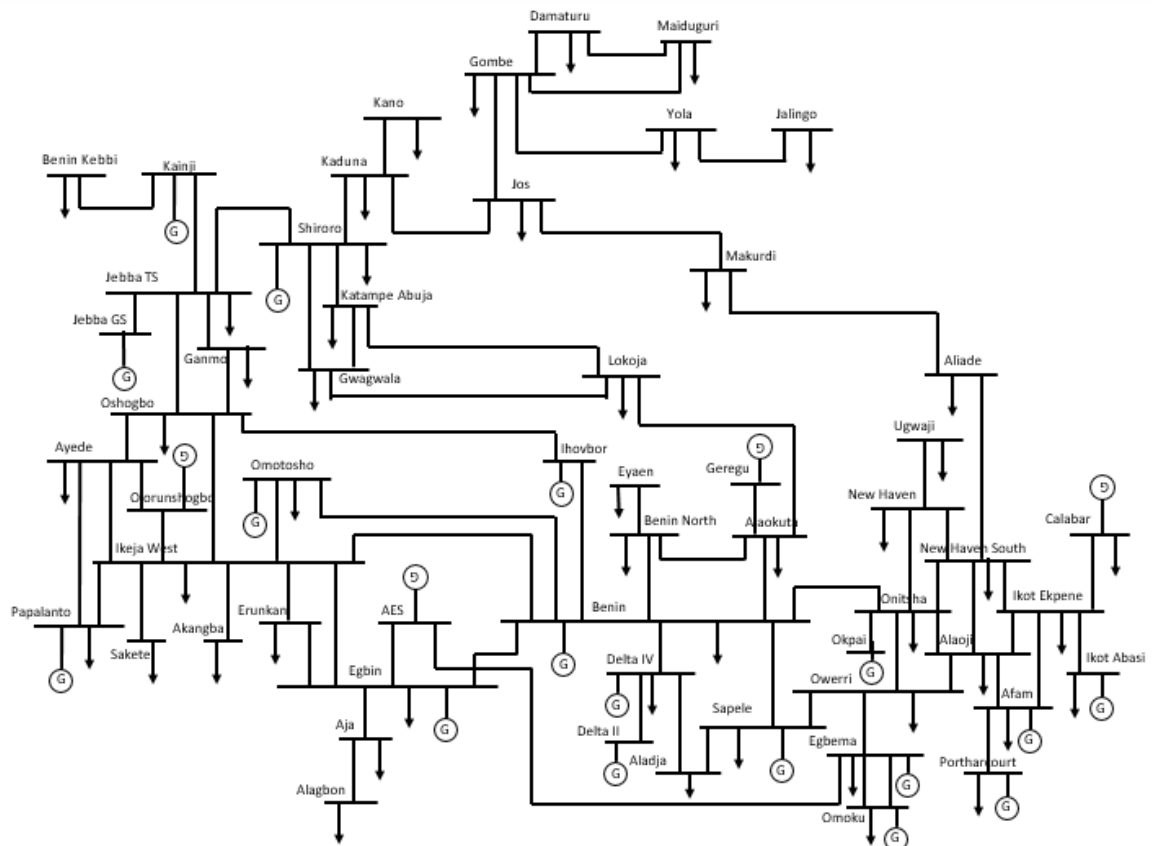 Damaturu
Maiduguri
Gombe
Kano
Yola
Jalingo
Benin Kebbi
Kainji
Kaduna
Jos
G
Shiroro
Makurdi
Jebba TS
G
Katampe Abuja
Jebba GS
Ganmo
Lokoja
Aliade
G
Gwagwala
Oshogbo
Ugwaji
Ayede
G
Omotosho
Ihovbor
Eyaen
Geregu
G
G
Olorunshogbo
G
G
New Haven
Calabar
Benin North
Ajaokuta
Ikeja West
New Haven South
G
Papalanto
Erunkan
AES
Benin
Onitsha
Ikot Ekpene
Sakete
Akangba
G
Okpai
Alaoji
G
Egbin
Delta IV
G
Owerri
Ikot Abasi
G
G
Afam
G
Aja
Delta II
Sapele
Egbema
G
G
Aladja
G
Portharcourt
G
Alagbon
G
Omoku
G
G